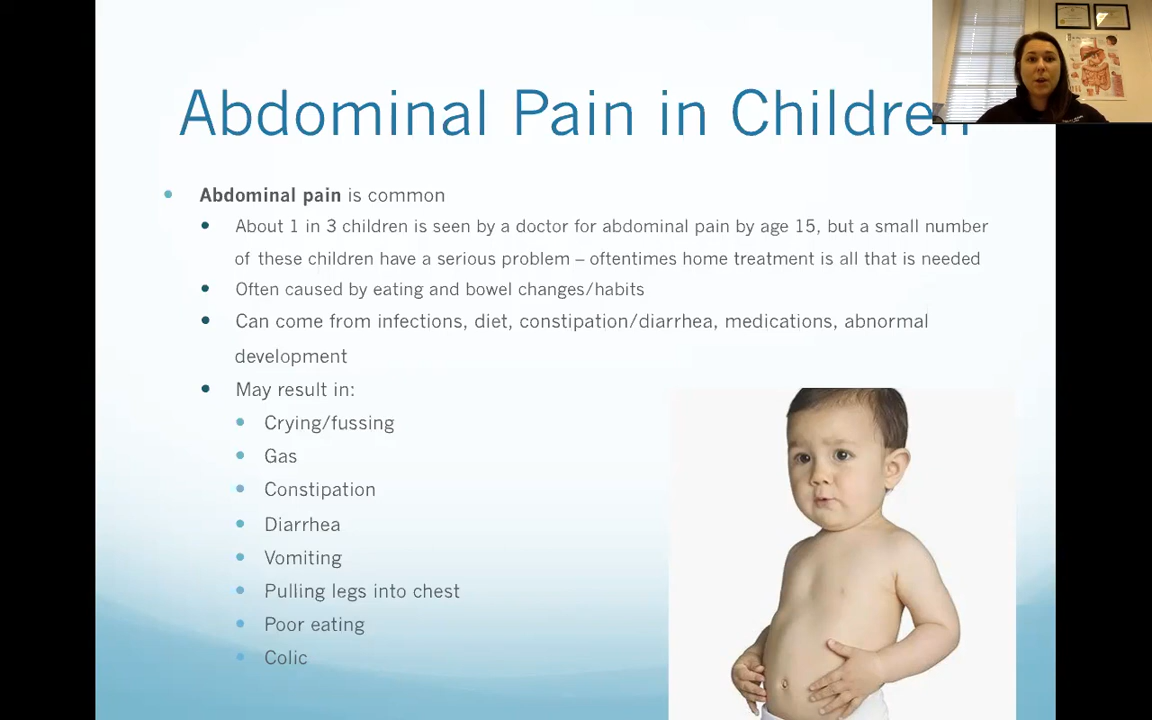 Abdominal Pain in Children
Abdominal pain is common
About 1 in 3 children is seen by a doctor for abdominal pain by age 15, but a small number
of these children have a serious problem – oftentimes home treatment is all that is needed
Often caused by eating and bowel changes/habits
Can come from infections, diet, constipation/diarrhea, medications, abnormal
development
May result in:
Crying/fussing
Gas
Constipation
Diarrhea
Vomiting
Pulling legs into chest
Poor eating
Colic